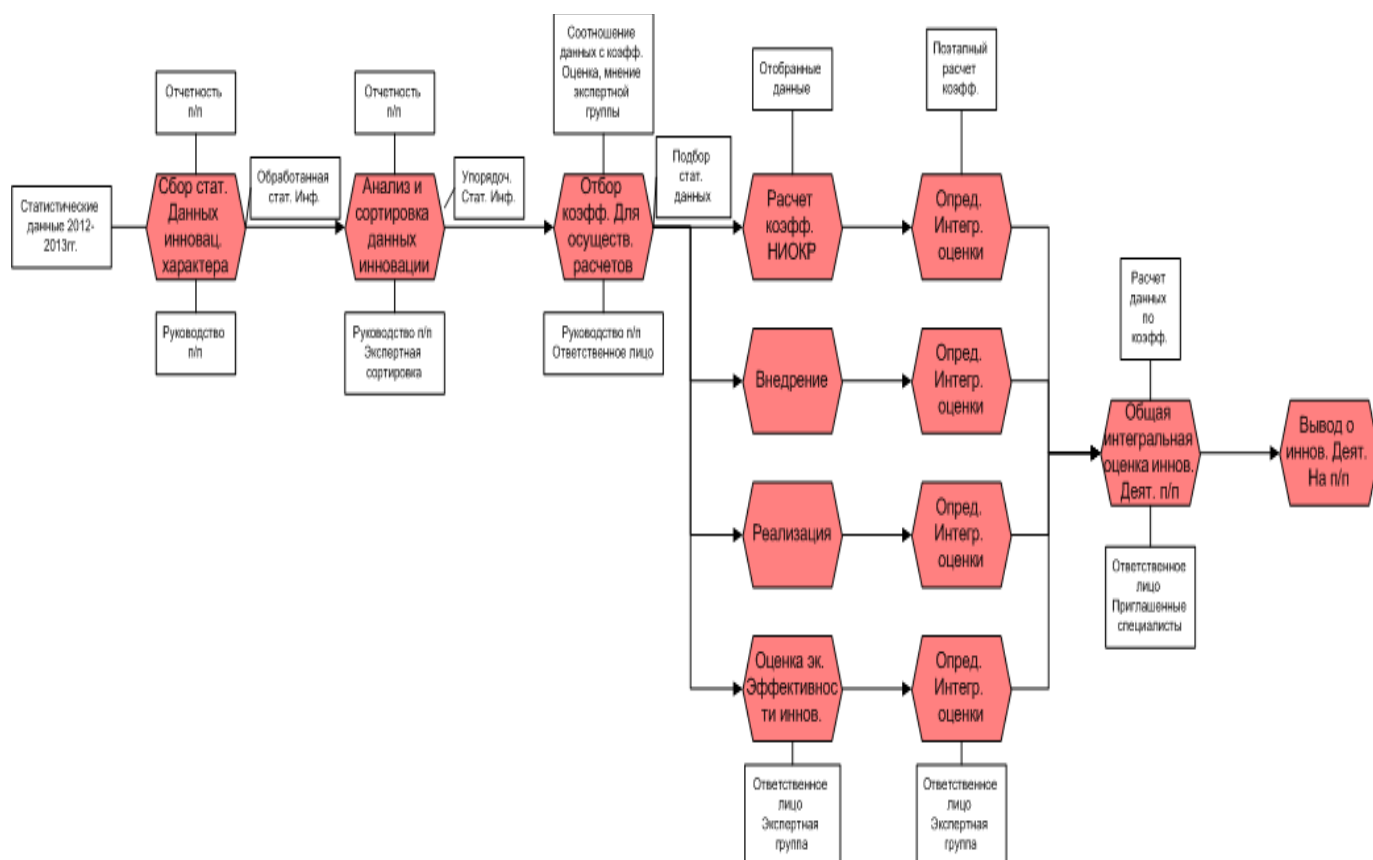 Статистические
данные 2012-
2013гг.
Отчетность
п/п
Сбор стат.
Данных
инновац.
характера
Руководство
п/п
Обработанная
стат. Инф.
Отчетность
п/п
Анализ и
сортировка
данных
инновации
Руководство п/п
Экспертная
сортировка
Упорядоч.
Стат. Инф.
Соотношение
данных с коэфф.
Оценка, мнение
экспертной
группы
Отбор
коэфф. Для
осуществ.
расчетов
Руководство п/п
Ответственное лицо
Подбор
стат.
данных
Отобранные
данные
Расчет
коэфф.
НИОКР
Поэтапный
расчет
коэфф.
Опред.
Интегр.
оценки
Внедрение
Опред.
Интегр.
оценки
Реализация
Опред.
Интегр.
оценки
Оценка эк.
Эффективнос
ти иннов.
Ответственное
лицо
Экспертная
группа
Опред.
Интегр.
оценки
Ответственное
лицо
Экспертная
группа
Расчет
данных
по
коэфф.
Общая
интегральная
оценка иннов.
Деят. п/п
Ответственное
лицо
Приглашенные
специалисты
Вывод о
иннов. Деят.
На п/п